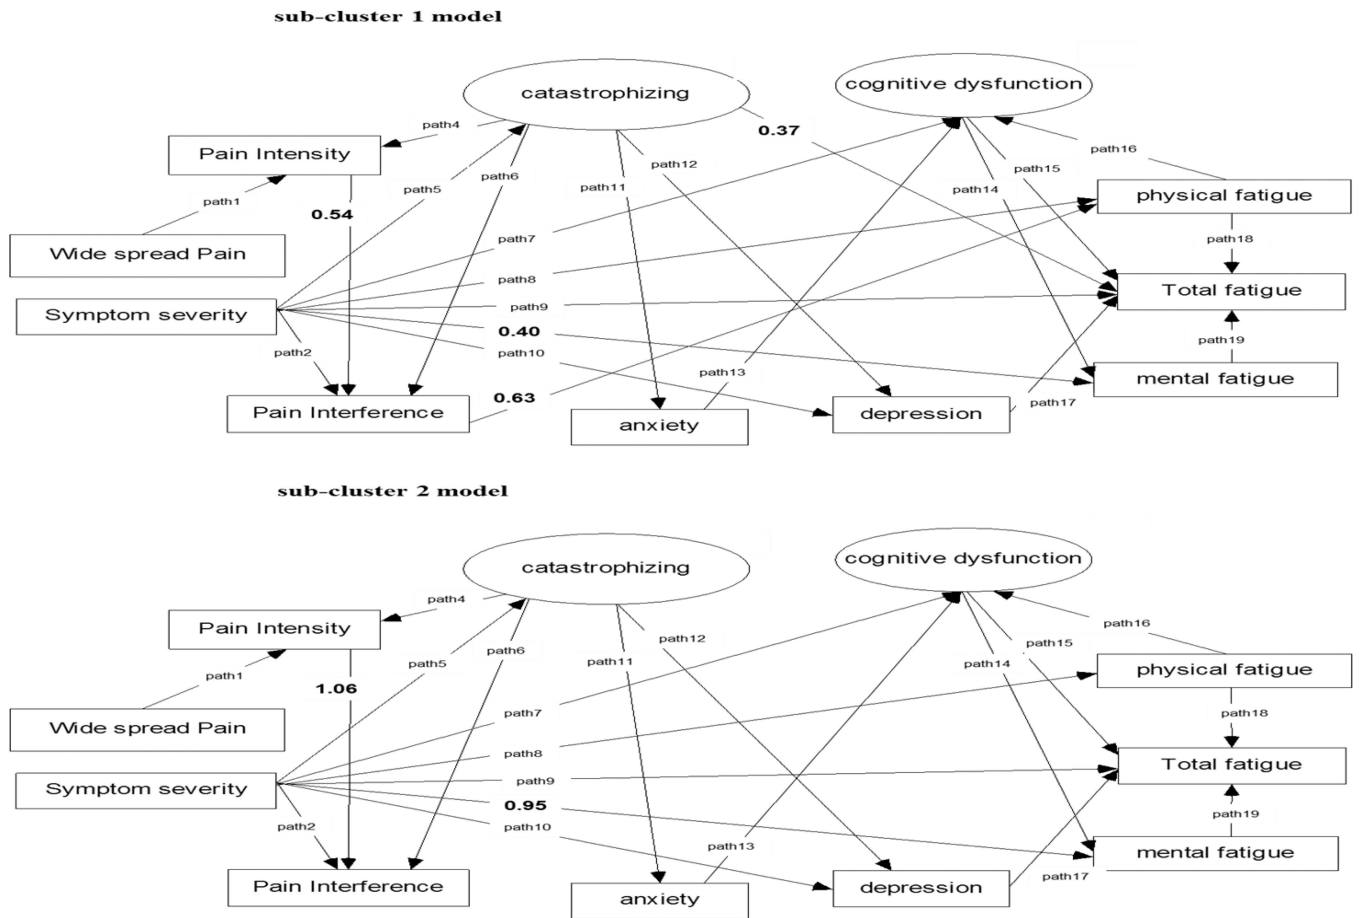 sub-cluster 1 model
catastrophizing
cognitive dysfunction
path4
0.37
Pain Intensity
path12
path16
path15
path5
path6
path11
path14
physical fatigue
path1
0.54
path7
path18
Wide spread Pain
path8
Total fatigue
Symptom severity
path9
0.40
path2
path10
path19
path13
mental fatigue
0.63
path17
Pain Interference
anxiety
depression
sub-cluster 2 model
catastrophizing
cognitive dysfunction
path4
Pain Intensity
path12
path16
path15
path5
path6
path11
path14
physical fatigue
path1
1.06
path7
path18
Wide spread Pain
path8
Total fatigue
Symptom severity
path9
0.95
path2
path10
path19
path13
mental fatigue
path17
Pain Interference
anxiety
depression